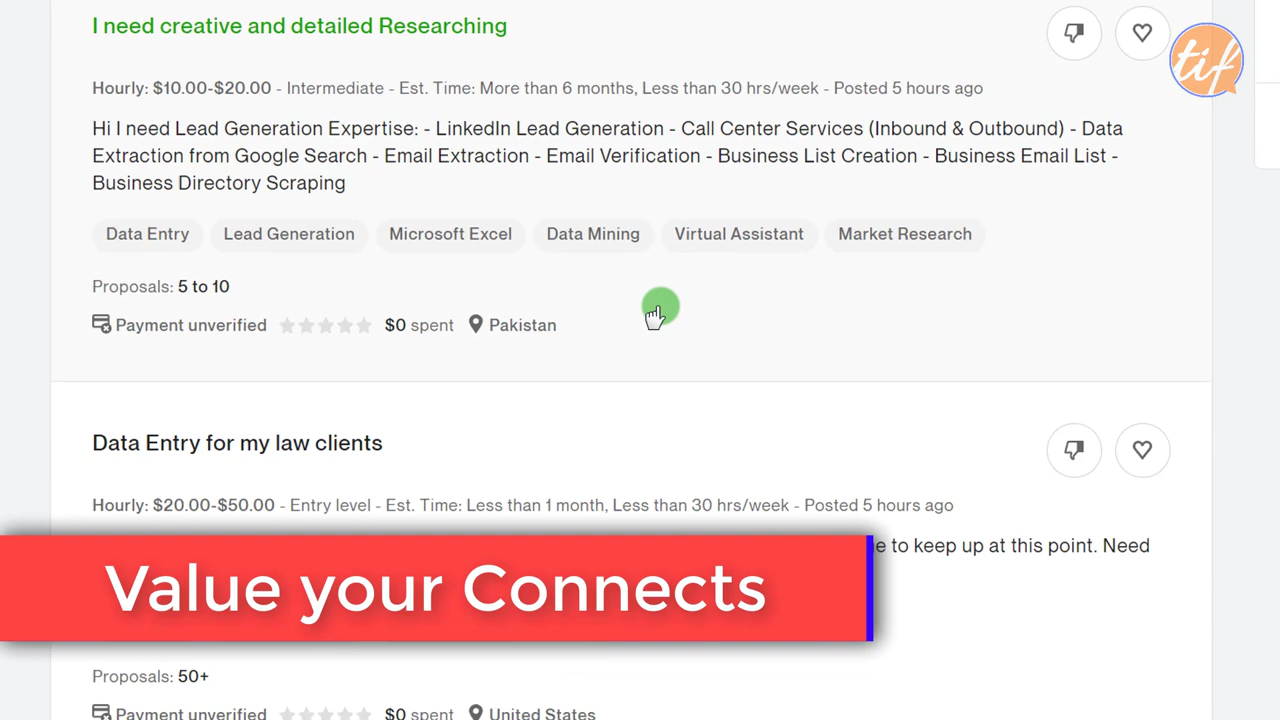 I need creative and detailed Researching
tif
Hourly: $10.00-$20.00 - Intermediate - Est. Time: More than 6 months, Less than 30 hrs/week - Posted 5 hours ago
Hi I need Lead Generation Expertise: - LinkedIn Lead Generation - Call Center Services (Inbound & Outbound) - Data
Extraction from Google Search - Email Extraction - Email Verification - Business List Creation - Business Email List -
Business Directory Scraping
Data Entry Lead Generation Microsoft Excel Data Mining Virtual Assistant Market Research
Proposals: 5 to 10
Payment unverified $0 spent Pakistan
Data Entry for my law clients
Hourly: $20.00-$50.00 - Entry level - Est. Time: Less than 1 month, Less than 30 hrs/week - Posted 5 hours ago
to keep up at this point. Need
Value your Connects
Proposals: 50+
Payment unverified $0 spent United States